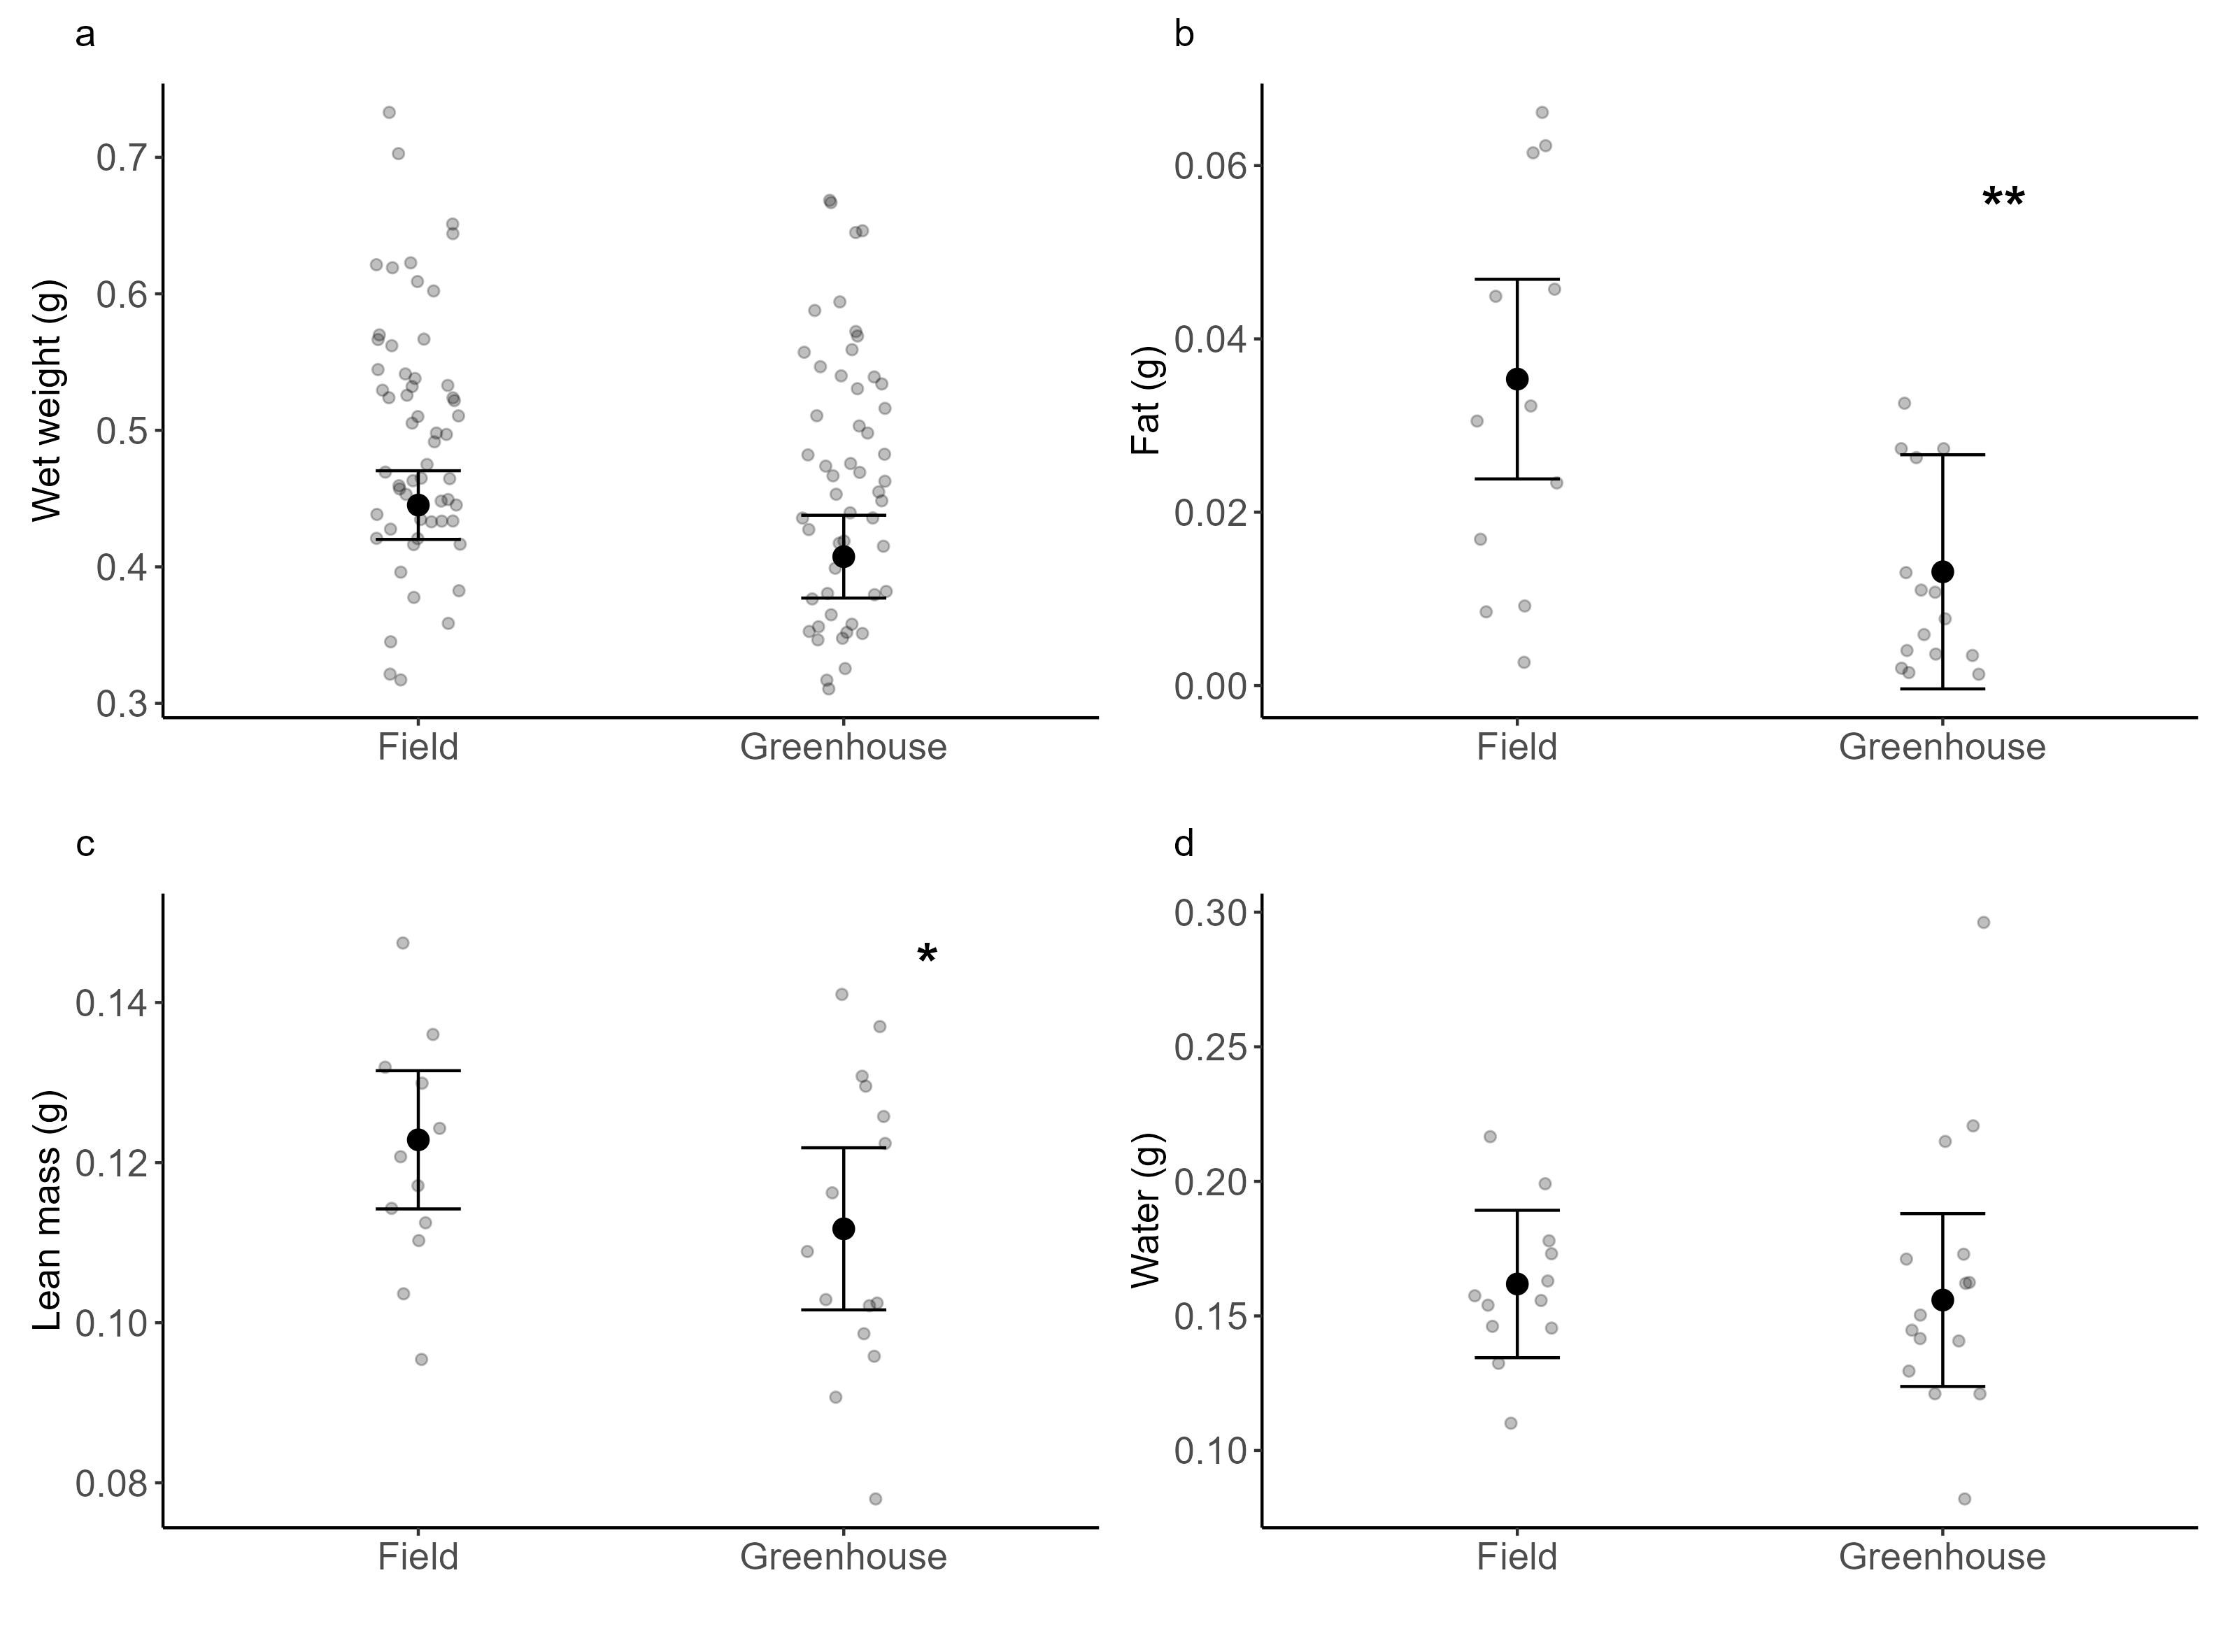 a
Wet weight (g)
0.7
0.6
0.5
0.4
0.3
Field Greenhouse
b
Fat (g)
0.06
0.04
0.02
0.00
**
Field Greenhouse
c
Lean mass (g)
0.14
0.12
0.10
0.08
*
Field Greenhouse
d
Water (g)
0.30
0.25
0.20
0.15
0.10
Field Greenhouse